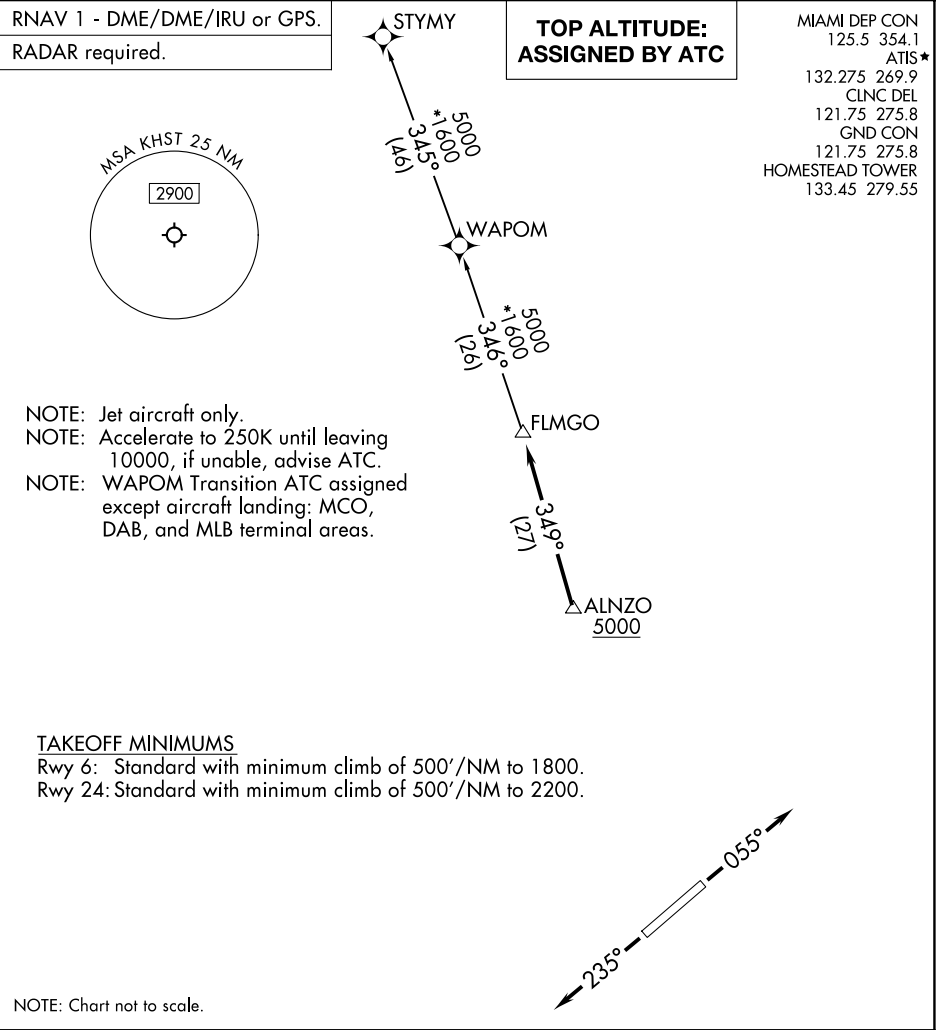 RNAV 1 - DME/DME/IRU or GPS.
RADAR required.
STYMY
TOP ALTITUDE:
ASSIGNED BY ATC
MIAMI DEP CON
125.5 354.1
ATIS★
132.275 269.9
CLNC DEL
121.75 275.8
GND CON
121.75 275.8
HOMESTEAD TOWER
133.45 279.55
5000
*1600
345°
(46)
MSA KHST 25 NM
2900
WAPOM
5000
*1600
346°
(26)
NOTE: Jet aircraft only.
NOTE: Accelerate to 250K until leaving
10000, if unable, advise ATC.
NOTE: WAPOM Transition ATC assigned
except aircraft landing: MCO,
DAB, and MLB terminal areas.
FLMGO
349°
(27)
ALNZO
5000
TAKEOFF MINIMUMS
Rwy 6: Standard with minimum climb of 500'/NM to 1800.
Rwy 24: Standard with minimum climb of 500'/NM to 2200.
055°
235°
NOTE: Chart not to scale.